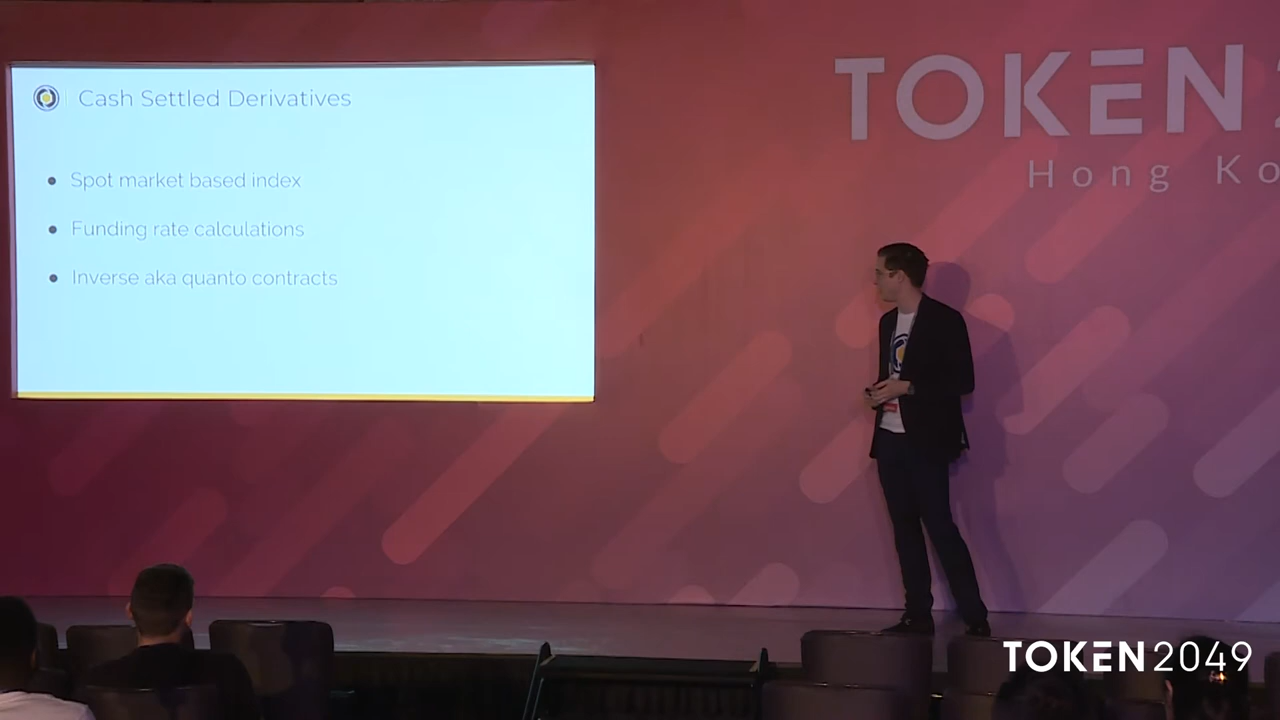 Cash Settled Derivatives
Spot market based index
Funding rate calculations
Inverse aka quanto contracts
TOKEN
Hong Ko
TOKEN2049